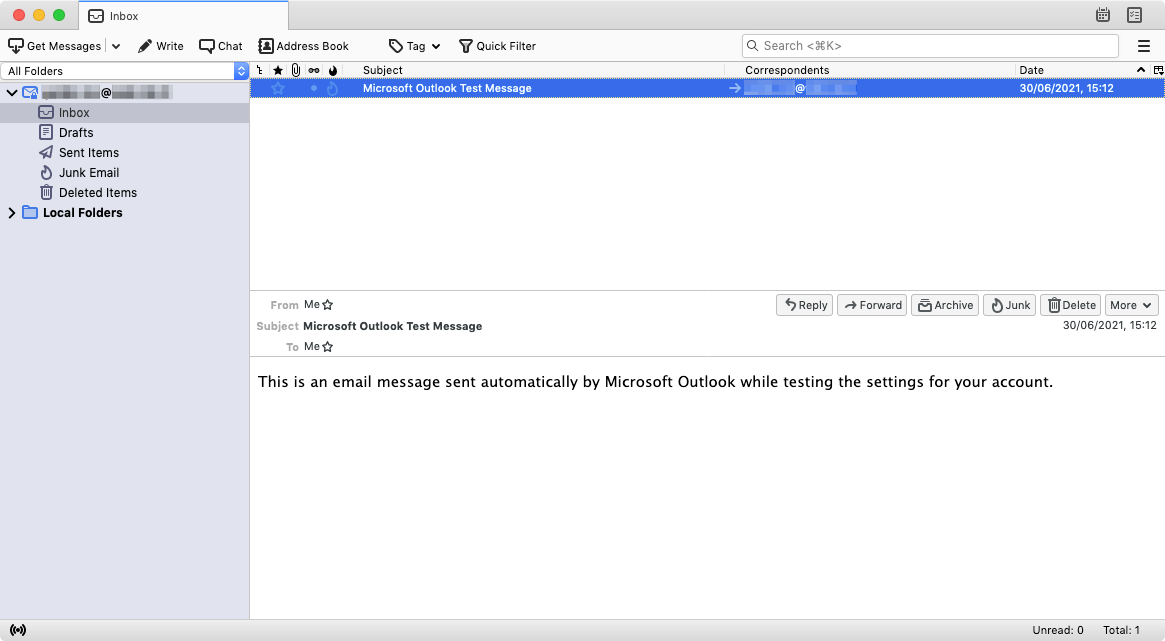 Inbox
Get Messages Write Chat Address Book Tag Quick Filter Search <⌘K>
All Folders Subject Correspondents Date
@
Microsoft Outlook Test Message @ 30/06/2021, 15:12
Inbox
Drafts
Sent Items
Junk Email
Deleted Items
Local Folders
From Me Reply Forward Archive Junk Delete More
Subject Microsoft Outlook Test Message 30/06/2021, 15:12
To Me
This is an email message sent automatically by Microsoft Outlook while testing the settings for your account.
Unread: 0 Total: 1